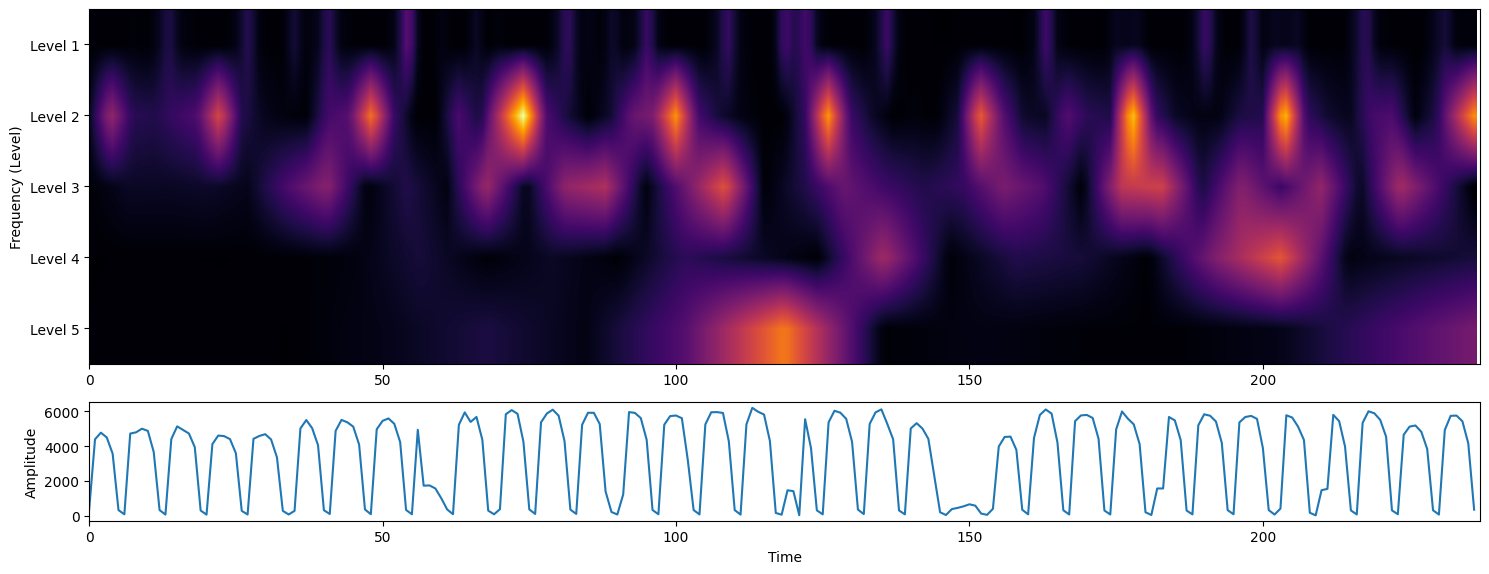 Frequency (Level)
Level 1
Level 2
Level 3
Level 4
Level 5
0 50 100 150 200
Amplitude
6000
4000
2000
0
0 50 100 150 200
Time